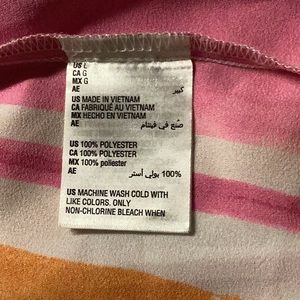 US L
CA G
MX G
AE كبير
US MADE IN VIETNAM
CA FABRIQUÉ AU VIETNAM
MX HECHO EN VIETNAM
AE صنع في فيتنام
US 100% POLYESTER
CA 100% POLYESTER
MX 100% poliester
AE 100% بولي أستر
US MACHINE WASH COLD WITH
LIKE COLORS. ONLY
NON-CHLORINE BLEACH WHEN